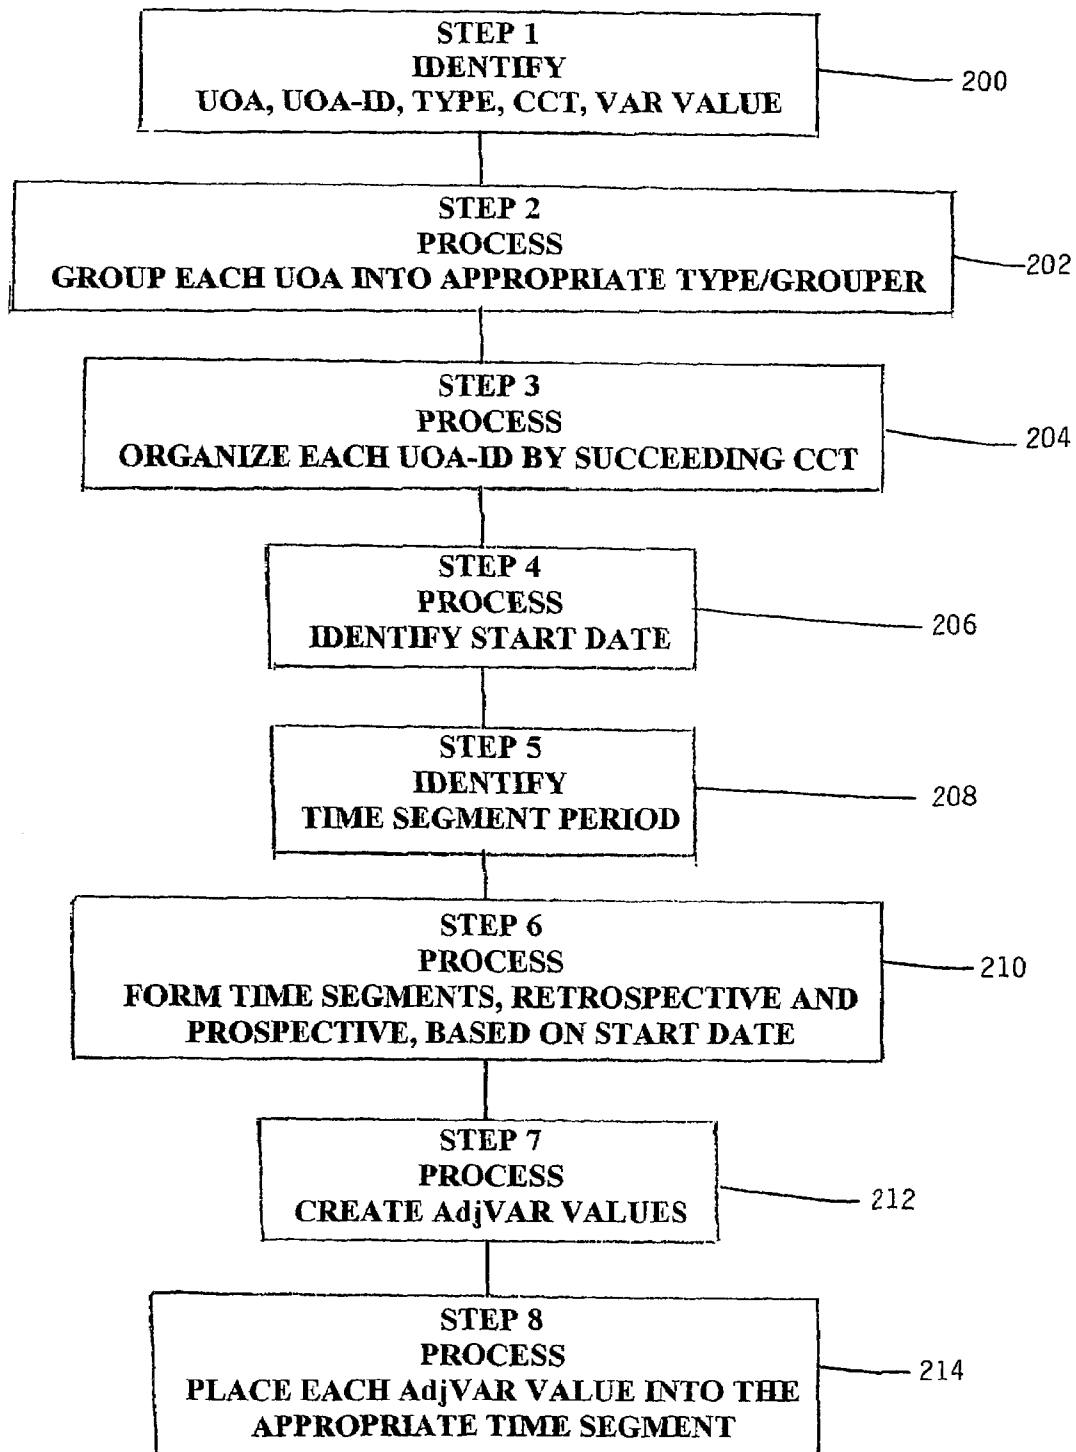 STEP 1
IDENTIFY
UOA, UOA-ID, TYPE, CCT, VAR VALUE
200
STEP 2
PROCESS
GROUP EACH UOA INTO APPROPRIATE TYPE/GROUPER
202
STEP 3
PROCESS
ORGANIZE EACH UOA-ID BY SUCCEEDING CCT
204
STEP 4
PROCESS
IDENTIFY START DATE
206
STEP 5
IDENTIFY
TIME SEGMENT PERIOD
208
STEP 6
PROCESS
FORM TIME SEGMENTS, RETROSPECTIVE AND
PROSPECTIVE, BASED ON START DATE
210
STEP 7
PROCESS
CREATE AdjVAR VALUES
212
STEP 8
PROCESS
PLACE EACH AdjVAR VALUE INTO THE
APPROPRIATE TIME SEGMENT
214